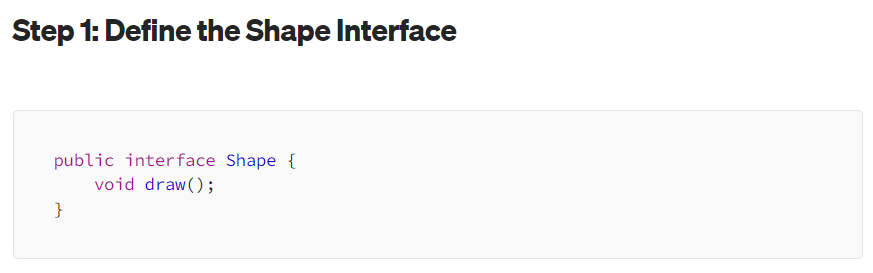 Step 1: Define the Shape Interface
public interface Shape {
    void draw();
}